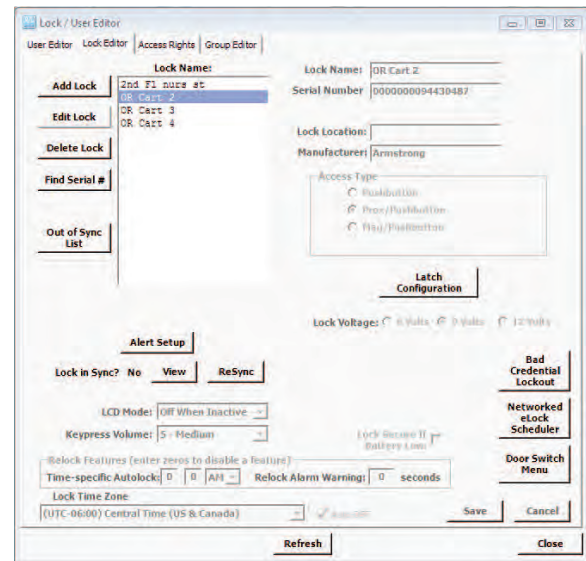 Lock / User Editor
User Editor Lock Editor Access Rights Group Editor
Lock Name:
2nd Fl nurs st
OR Cart 2
OR Cart 3
OR Cart 4
Add Lock
Edit Lock
Delete Lock
Find Serial #
Out of Sync
List
Lock Name: OR Cart 2
Serial Number 0000000094430487
Lock Location:
Manufacturer: Armstrong
Access Type
Pushbutton
Prox/Pushbutton
Mag/Pushbutton
Latch
Configuration
Lock Voltage: 6 Volts 9 Volts 12 Volts
Alert Setup
Lock in Sync? No View ReSync
Bad
Credential
Lockout
Networked
eLock
Scheduler
Door Switch
Menu
LCD Mode: Off When Inactive
Keypress Volume: 5 - Medium
Lock Secure If
Battery Low:
Relock Features (enter zeros to disable a feature)
Time-specific Autolock: 0 0 AM Relock Alarm Warning: 0 seconds
Lock Time Zone
(UTC-06:00) Central Time (US & Canada)
Save Cancel
Refresh Close